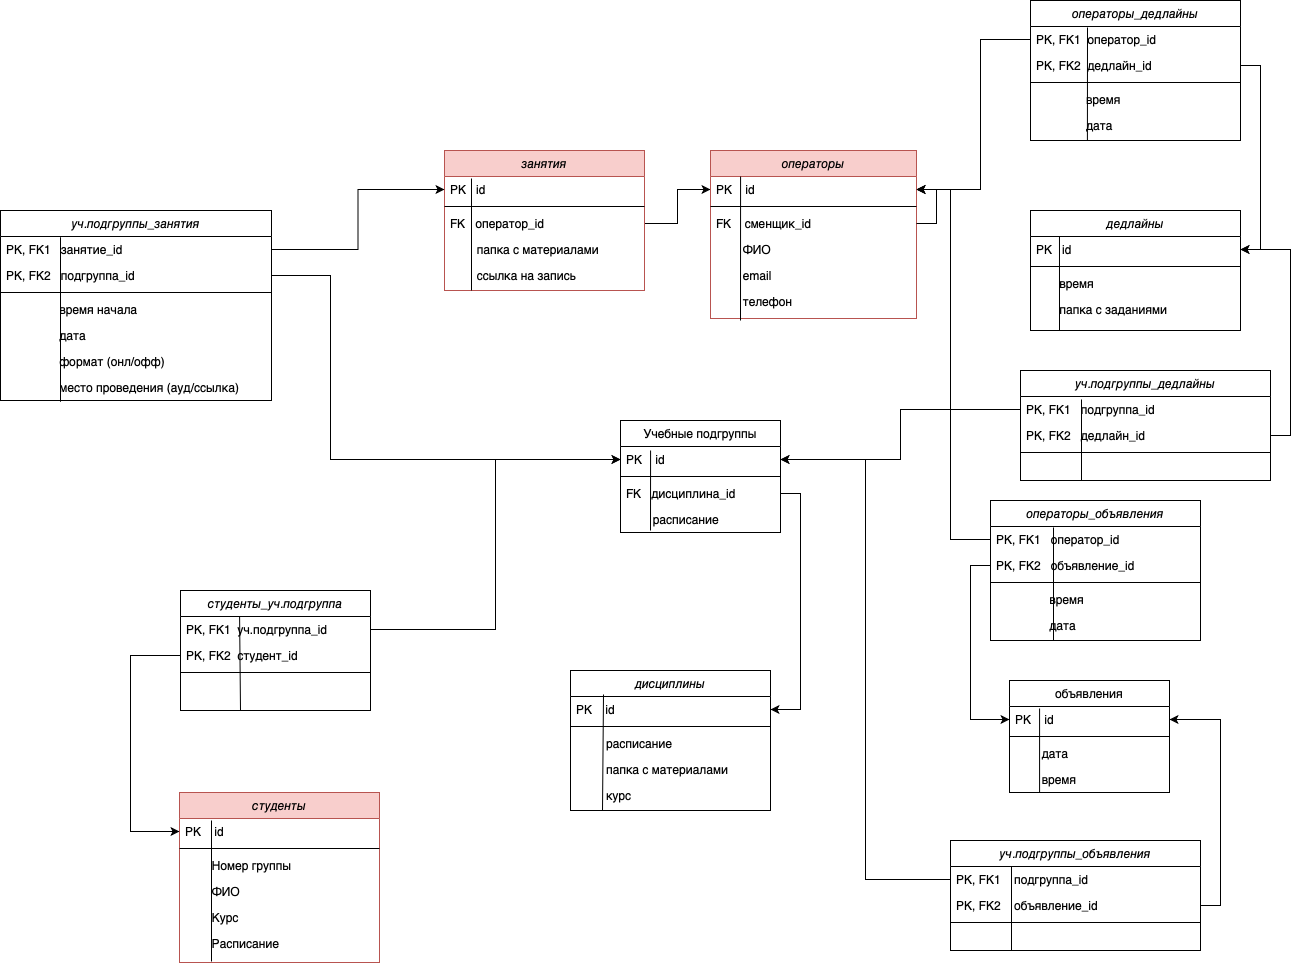 операторы_дедлайны
PK, FK1 оператор_id
PK, FK2 дедлайн_id
время
дата
занятия
PK id
FK оператор_id
папка с материалами
ссылка на запись
операторы
PK id
FK сменщик_id
ФИО
email
телефон
уч.подгруппы_занятия
PK, FK1 занятие_id
PK, FK2 подгруппа_id
время начала
дата
формат (онл/офф)
место проведения (ауд/ссылка)
дедлайны
PK id
время
папка с заданиями
уч.подгруппы_дедлайны
PK, FK1 подгруппа_id
PK, FK2 дедлайн_id
Учебные подгруппы
PK id
FK дисциплина_id
расписание
операторы_объявления
PK, FK1 оператор_id
PK, FK2 объявление_id
время
дата
студенты_уч.подгруппа
PK, FK1 уч.подгруппа_id
PK, FK2 студент_id
дисциплины
PK id
расписание
папка с материалами
курс
объявления
PK id
дата
время
студенты
PK id
Номер группы
ФИО
Курс
Расписание
уч.подгруппы_объявления
PK, FK1 подгруппа_id
PK, FK2 объявление_id